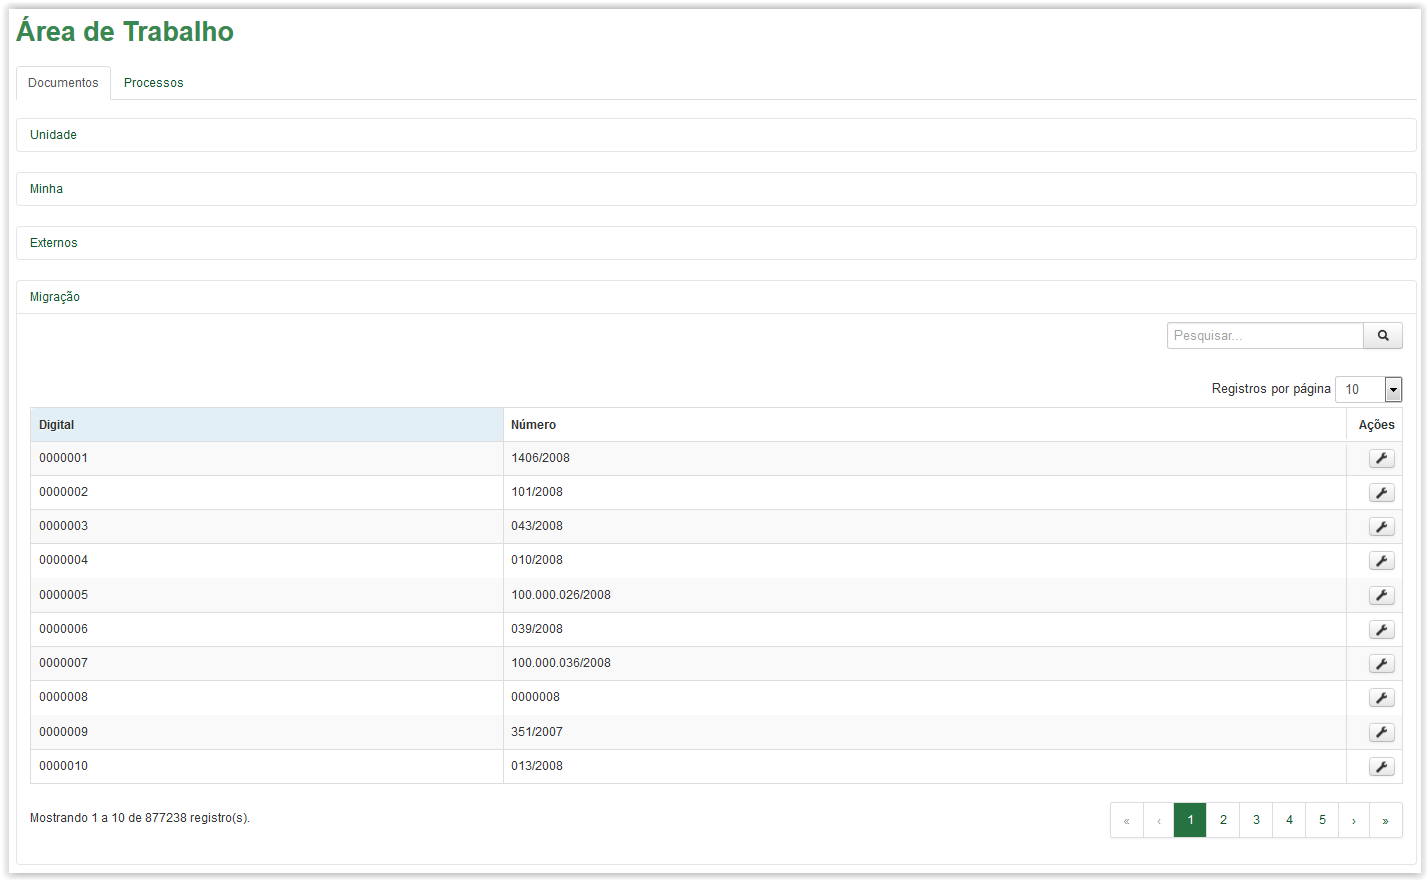 Área de Trabalho
Documentos Processos
Unidade
Minha
Externos
Migração
Pesquisar...
Registros por página 10
Digital Número Ações
0000001 1406/2008
0000002 101/2008
0000003 043/2008
0000004 010/2008
0000005 100.000.026/2008
0000006 039/2008
0000007 100.000.036/2008
0000008 0000008
0000009 351/2007
0000010 013/2008
Mostrando 1 a 10 de 877238 registro(s). « ‹ 1 2 3 4 5 › »